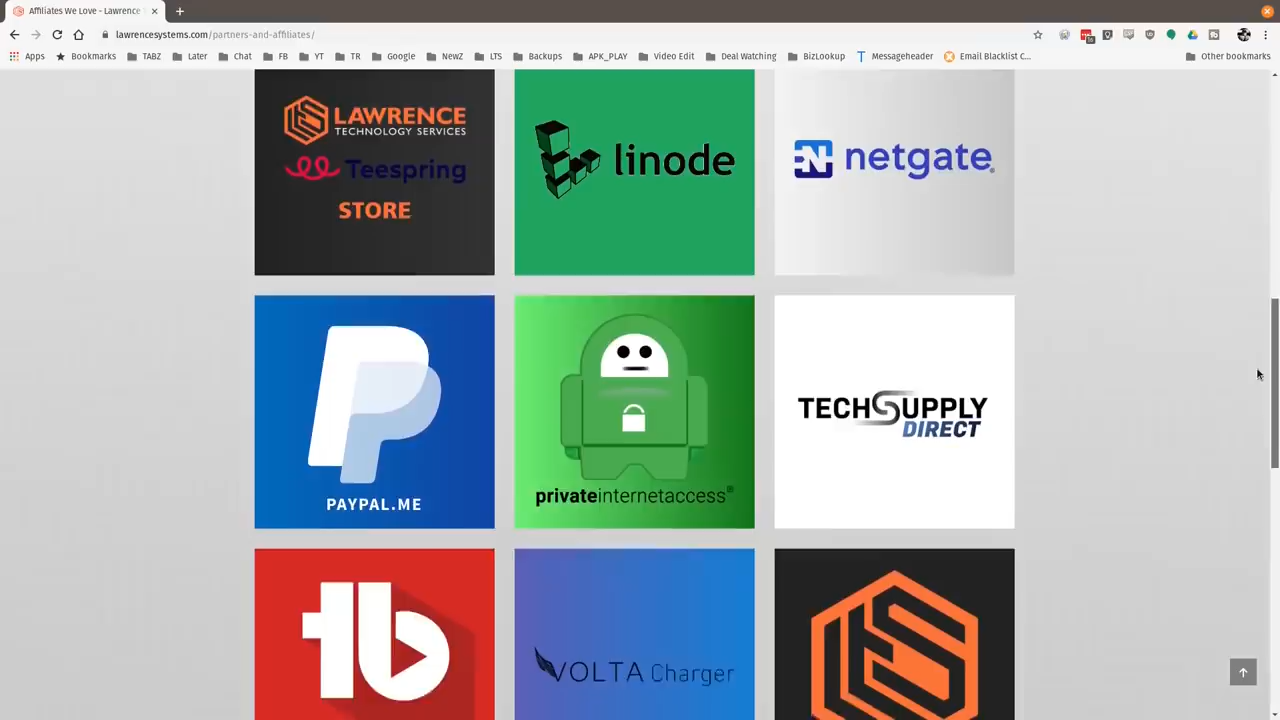 Affiliates We Love - Lawrence
lawrencesystems.com/partners-and-affiliates/
Apps
Bookmarks
TABZ
Later
Chat
FB
YT
TR
Google
NewZ
LTS
Backups
APK_PLAY
Video Edit
Deal Watching
BizLookup
Messageheader
Email Blacklist C...
Other bookmarks
LAWRENCE
TECHNOLOGY SERVICES
Teespring
STORE
linode
netgate
PAYPAL.ME
privateinternetaccess®
TECHSUPPLY
DIRECT
tb
VOLTA Charger